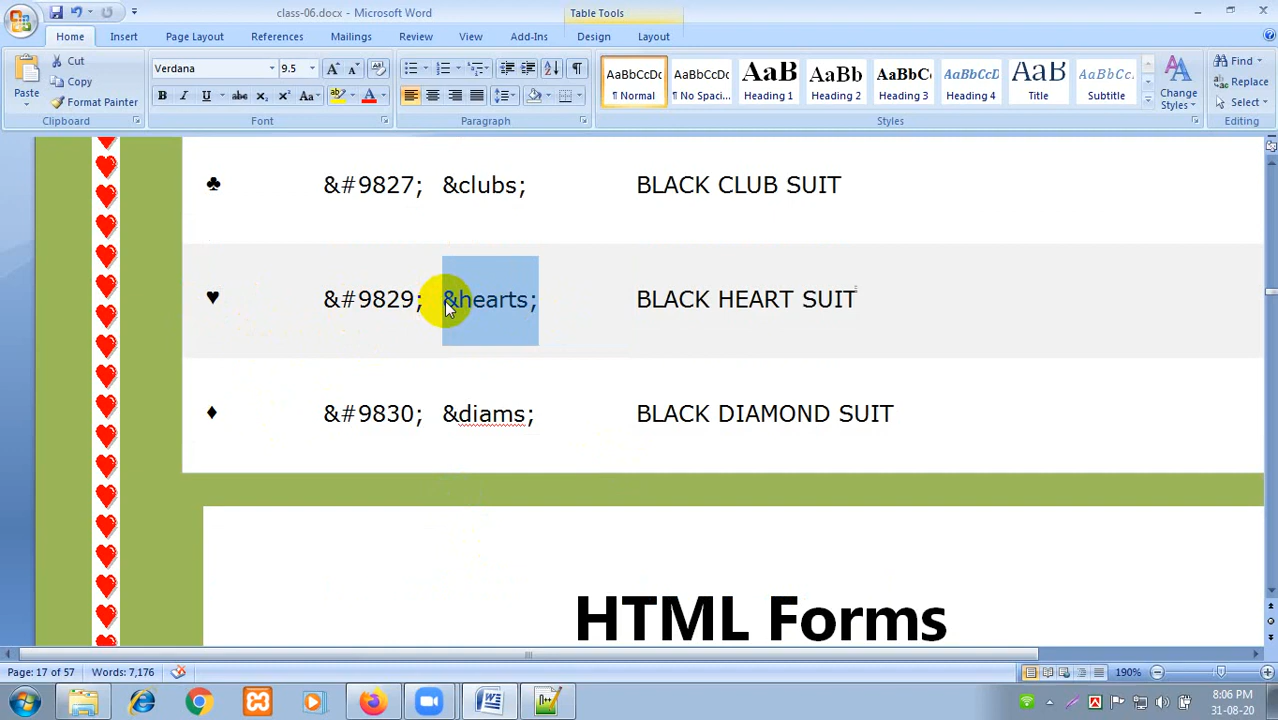 class-06.docx - Microsoft Word
Table Tools
Home Insert Page Layout References Mailings Review View Add-Ins Design Layout
Paste
Cut
Copy
Format Painter
Clipboard
Verdana 9.5
Font
Paragraph
AaBbCcDc AaBbCcDc AaB AaBbC AaBbC AaBbCcD AaB AaBbCcL
¶ Normal ¶ No Spaci... Heading 1 Heading 2 Heading 3 Heading 4 Title Subtitle
Change Styles
Styles
Find
Replace
Select
Editing
♣ &#9827; &clubs; BLACK CLUB SUIT
♥ &#9829; &hearts; BLACK HEART SUIT
♦ &#9830; &diams; BLACK DIAMOND SUIT
HTML Forms
Page: 17 of 57 Words: 7,176 190%
8:06 PM
31-08-20